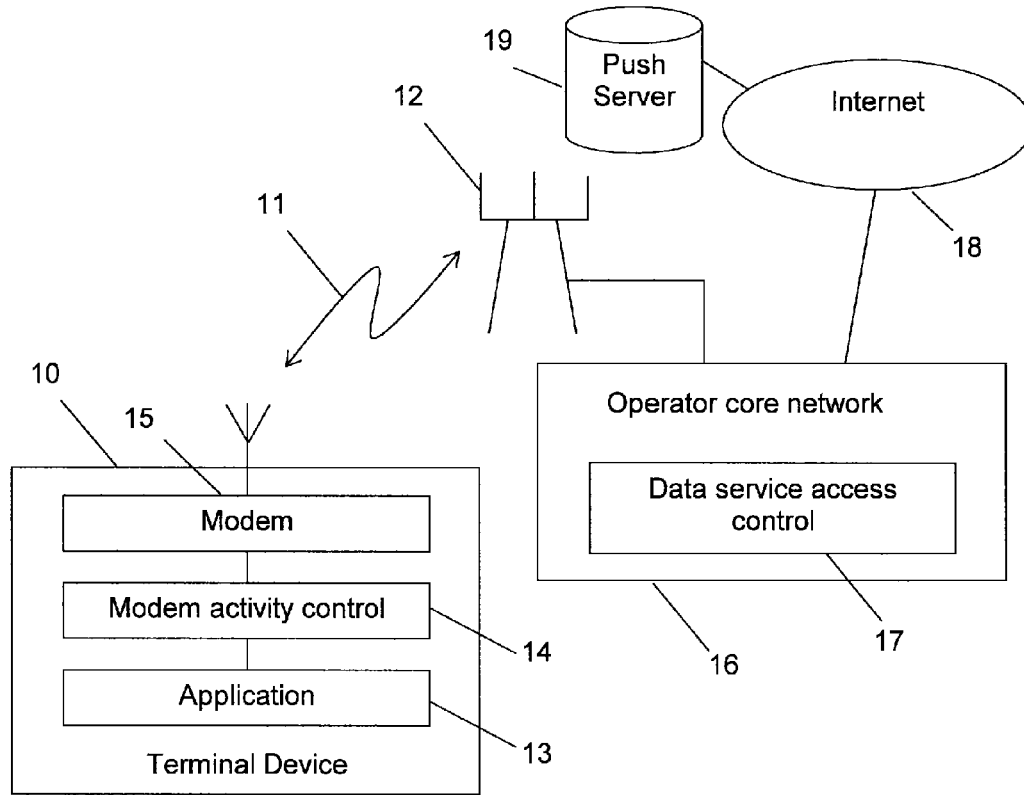 19
Push
Server
Internet
12
11
18
10
15
Operator core network
Data service access
control
Modem
Modem activity control
14
16
17
Application
13
Terminal Device